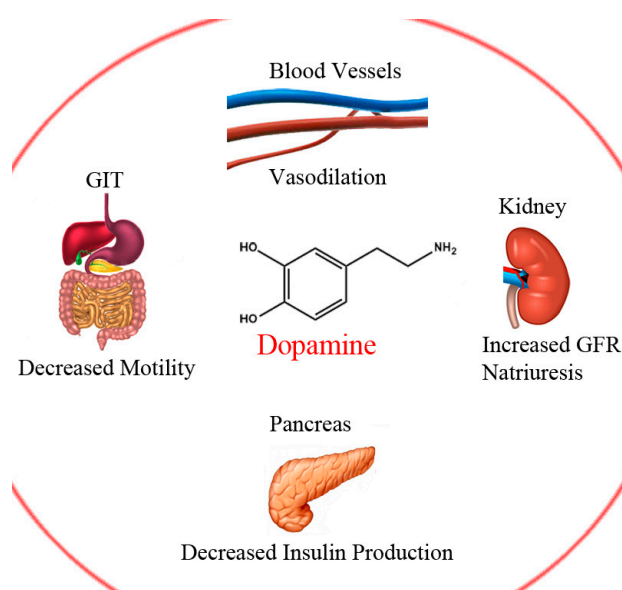 Blood Vessels
Vasodilation
GIT
Decreased Motility
HO
HO
NH₂
Dopamine
Kidney
Increased GFR
Natriuresis
Pancreas
Decreased Insulin Production